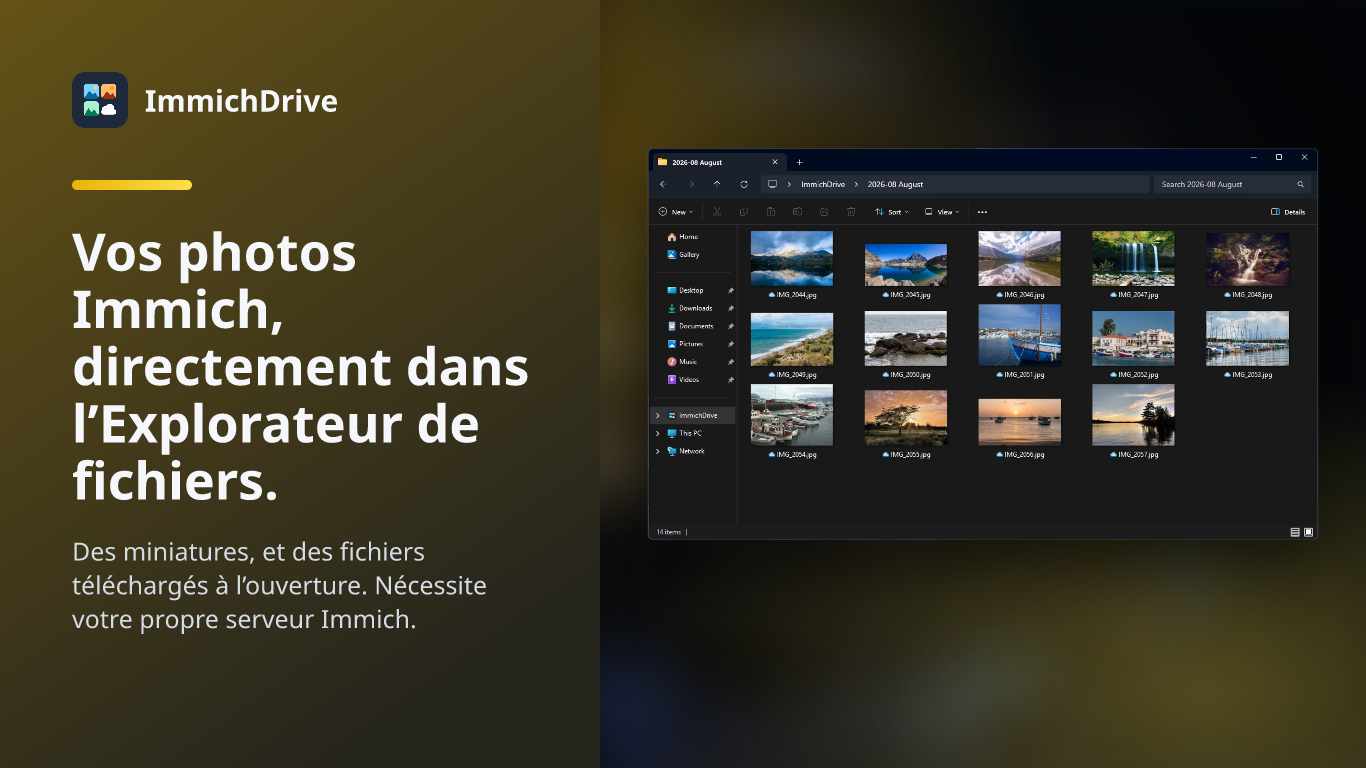 ImmichDrive
Vos photos
Immich,
directement dans
l’Explorateur de
fichiers.
Des miniatures, et des fichiers
téléchargés à l’ouverture. Nécessite
votre propre serveur Immich.
2026-08 August
ImmichDrive
2026-08 August
Search 2026-08 August
New
Sort
View
Details
Home
Gallery
Desktop
Downloads
Documents
Pictures
Music
Videos
ImmichDrive
This PC
Network
IMG_2044.jpg
IMG_2045.jpg
IMG_2046.jpg
IMG_2047.jpg
IMG_2048.jpg
IMG_2049.jpg
IMG_2050.jpg
IMG_2051.jpg
IMG_2052.jpg
IMG_2053.jpg
IMG_2054.jpg
IMG_2055.jpg
IMG_2056.jpg
IMG_2057.jpg
14 items